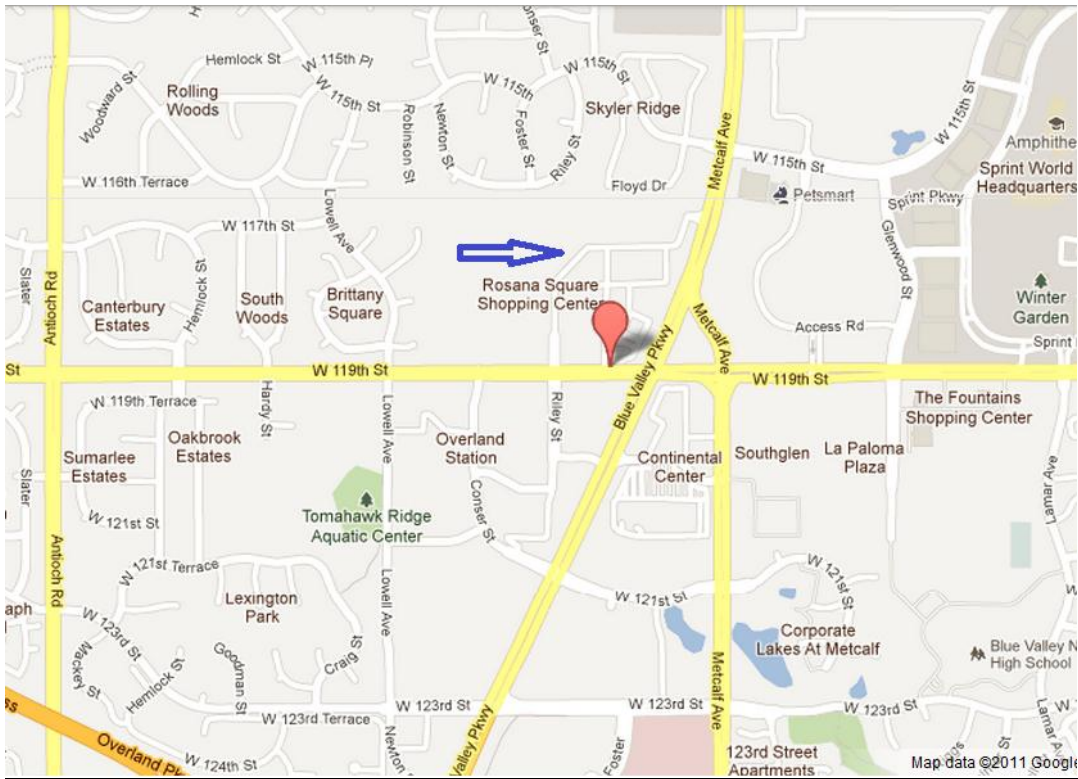 Conser St
Hemlock St
W 115th Pl
W 115th
W 115th St
Woodward St
Rolling
Woods
W 115th St
Robinson St
Newton St
Foster St
Riley St
Skyler Ridge
Metcalf Ave
W 115th St
W 115th St
Amphithe
Sprint World
Headquarters
Petsmart
Sprint Pkwy
W 116th Terrace
Floyd Dr
Lowell Ave
W 117th St
Glenwood St
Slater
Antioch Rd
Canterbury
Estates
Hemlock St
South
Woods
Brittany
Square
Rosana Square
Shopping Center
Winter
Garden
Metcalf Ave
Access Rd
Sprint
St
W 119th St
Blue Valley Pkwy
W 119th St
W 119th Terrace
Hardy St
Lowell Ave
Riley St
The Fountains
Shopping Center
Oakbrook
Estates
Sumarlee
Estates
Slater
Overland
Station
Continental
Center
Southglen
La Paloma
Plaza
Lamar Ave
Conser St
W 121st St
Tomahawk Ridge
Aquatic Center
Antioch Rd
W 121st Terrace
Lowell Ave
W 121st St
W 121st St
Lexington
Park
aph
W 123rd St
Corporate
Lakes At Metcalf
Blue Valley N
High School
Mackey St
Hemlock St
Goodman St
Craig St
Metcalf Ave
W 123rd St
W 123rd St
W 123rd St
W 123rd Terrace
Newton St
Valley Pkwy
Foster
Lamar Av
ss
Overland Pk
W 124th St
123rd Street
Apartments
Map data ©2011 Google